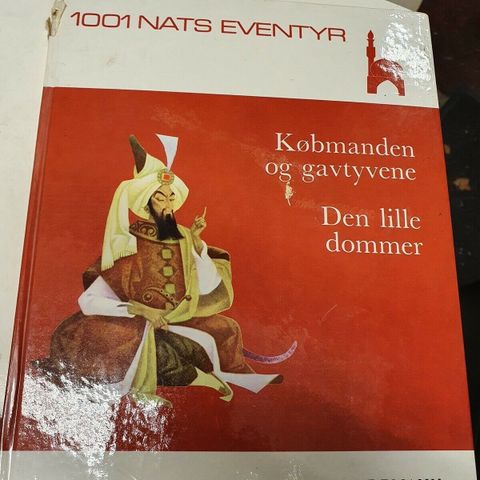 1001 NATS EVENTYR
Købmanden
og gavtyvene
Den lille
dommer